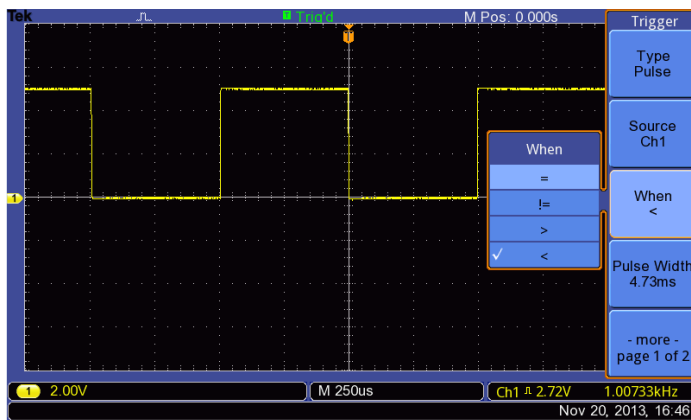 Tek
Trig'd
M Pos: 0.000s
Trigger
T
Type
Pulse
Source
Ch1
When
<
Pulse Width
4.73ms
- more -
page 1 of 2
When
=
!=
>
✓ <
1
1 2.00V
M 250us
Ch1 2.72V
1.00733kHz
Nov 20, 2013, 16:46